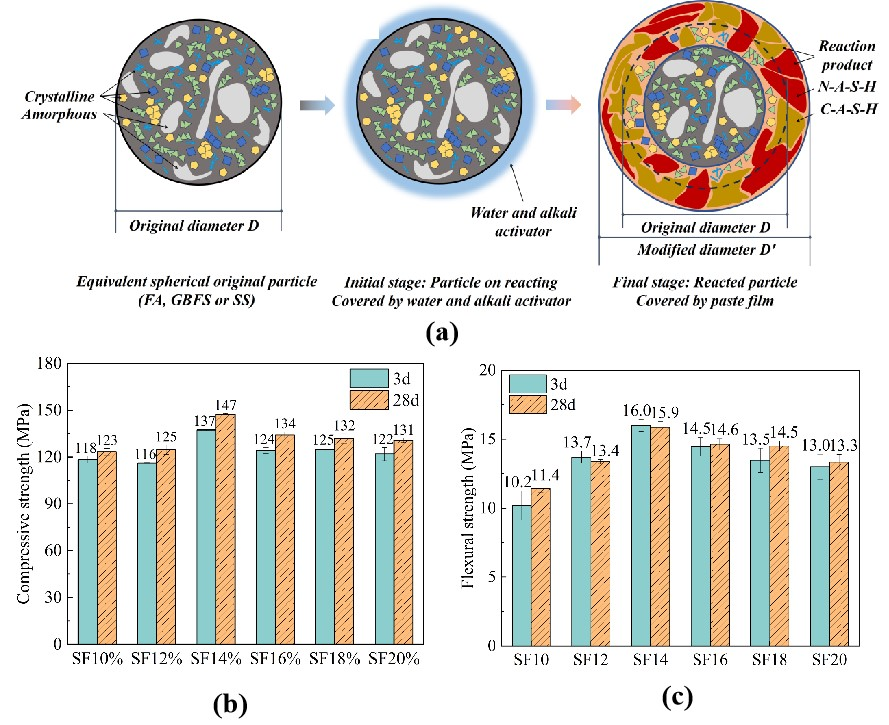 Crystalline
Amorphous
Original diameter D
Equivalent spherical original particle
(FA, GBFS or SS)
Water and alkali
activator
Initial stage: Particle on reacting
Covered by water and alkali activator
Reaction
product
N-A-S-H
C-A-S-H
Original diameter D
Modified diameter D'
Final stage: Reacted particle
Covered by paste film
(a)
Compressive strength (MPa)
180
150
120
90
60
30
0
3d
28d
118 123 116 125 137 147 124 134 125 132 122 131
SF10% SF12% SF14% SF16% SF18% SF20%
(b)
Flexural strength (MPa)
20
15
10
5
0
3d
28d
10.2 11.4 13.7 13.4 16.0 15.9 14.5 14.6 13.5 14.5 13.0 13.3
SF10 SF12 SF14 SF16 SF18 SF20
(c)